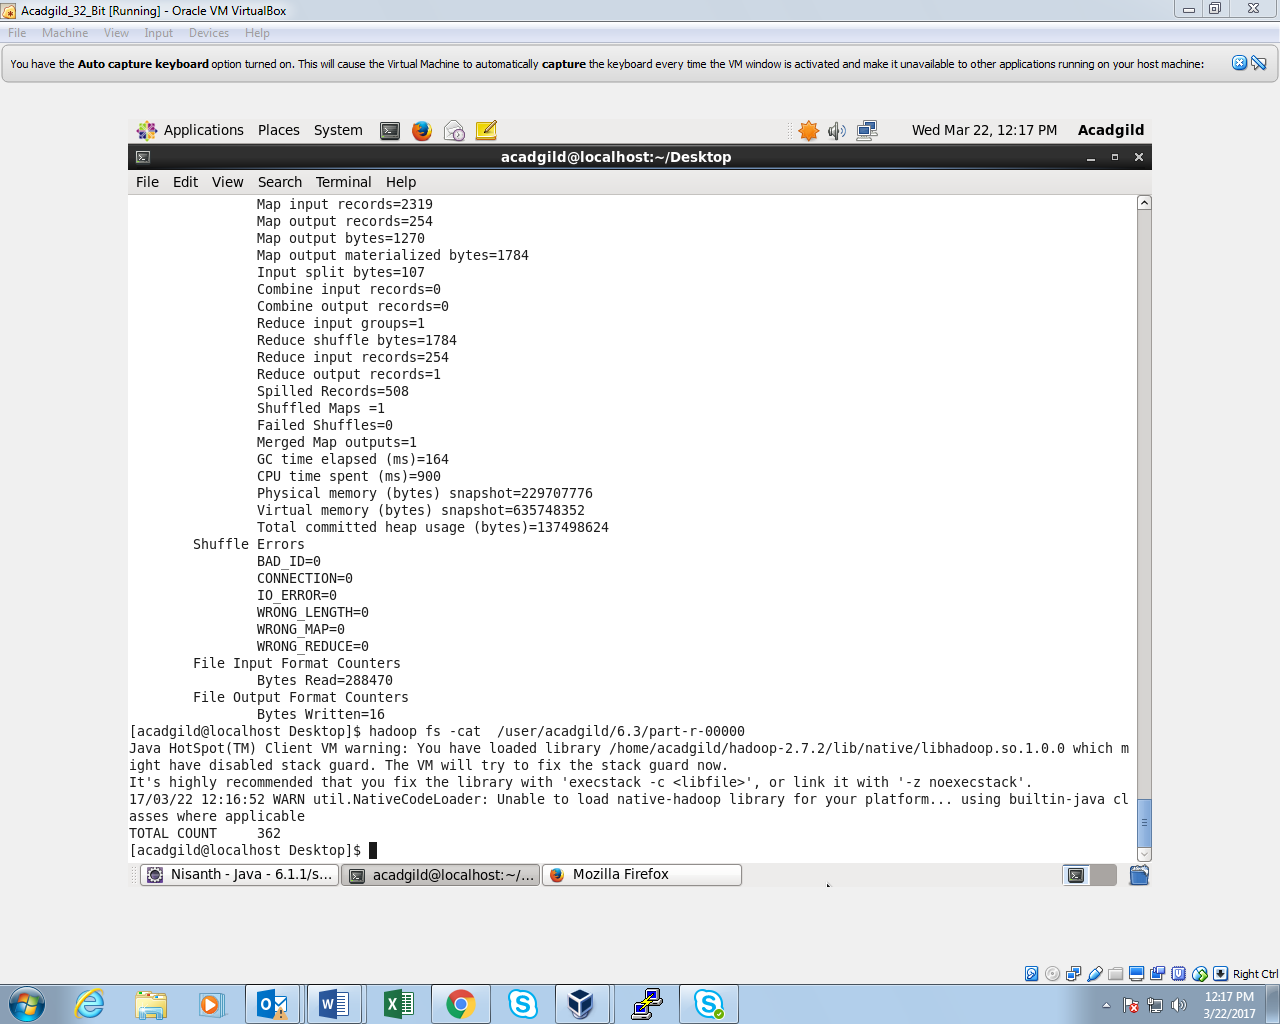 Acadgild_32_Bit [Running] - Oracle VM VirtualBox
File Machine View Input Devices Help
You have the Auto capture keyboard option turned on. This will cause the Virtual Machine to automatically capture the keyboard every time the VM window is activated and make it unavailable to other applications running on your host machine:
Applications Places System Wed Mar 22, 12:17 PM Acadgild
acadgild@localhost:~/Desktop
File Edit View Search Terminal Help
Map input records=2319
Map output records=254
Map output bytes=1270
Map output materialized bytes=1784
Input split bytes=107
Combine input records=0
Combine output records=0
Reduce input groups=1
Reduce shuffle bytes=1784
Reduce input records=254
Reduce output records=1
Spilled Records=508
Shuffled Maps =1
Failed Shuffles=0
Merged Map outputs=1
GC time elapsed (ms)=164
CPU time spent (ms)=900
Physical memory (bytes) snapshot=229707776
Virtual memory (bytes) snapshot=635748352
Total committed heap usage (bytes)=137498624
Shuffle Errors
BAD_ID=0
CONNECTION=0
IO_ERROR=0
WRONG_LENGTH=0
WRONG_MAP=0
WRONG_REDUCE=0
File Input Format Counters
Bytes Read=288470
File Output Format Counters
Bytes Written=16
[acadgild@localhost Desktop]$ hadoop fs -cat  /user/acadgild/6.3/part-r-00000
Java HotSpot(TM) Client VM warning: You have loaded library /home/acadgild/hadoop-2.7.2/lib/native/libhadoop.so.1.0.0 which m
ight have disabled stack guard. The VM will try to fix the stack guard now.
It's highly recommended that you fix the library with 'execstack -c <libfile>', or link it with '-z noexecstack'.
17/03/22 12:16:52 WARN util.NativeCodeLoader: Unable to load native-hadoop library for your platform... using builtin-java cl
asses where applicable
TOTAL COUNT     362
[acadgild@localhost Desktop]$
Nisanth - Java - 6.1.1/s... acadgild@localhost:~/... Mozilla Firefox
Right Ctrl
12:17 PM
3/22/2017